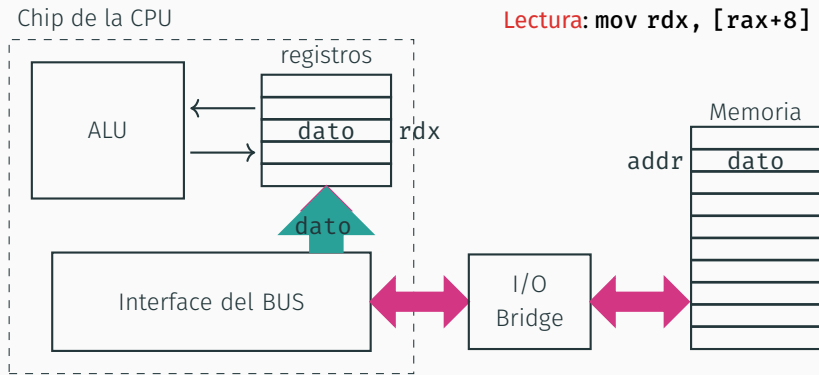 Chip de la CPU
Lectura: mov rdx, [rax+8]
registros
ALU
dato
rdx
Memoria
addr
dato
dato
Interface del BUS
I/O
Bridge